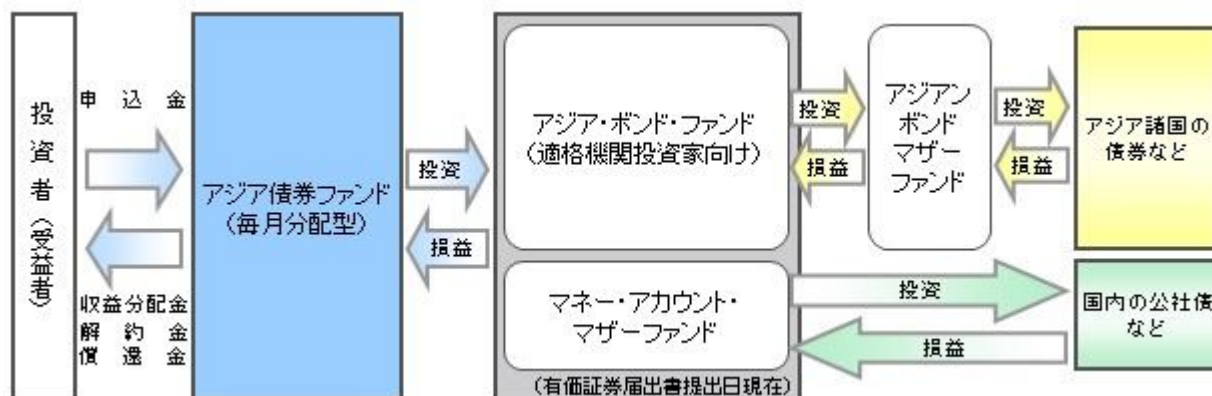 投資者(受益者)
申込金
収益分配金
解約金
償還金
アジア債券ファンド
(毎月分配型)
投資
損益
アジア・ボンド・ファンド
(適格機関投資家向け)
マネー・アカウント・
マザーファンド
(有価証券届出書提出日現在)
投資
損益
アジアン
ボンド
マザー
ファンド
投資
損益
アジア諸国の
債券など
投資
損益
国内の公社債
など